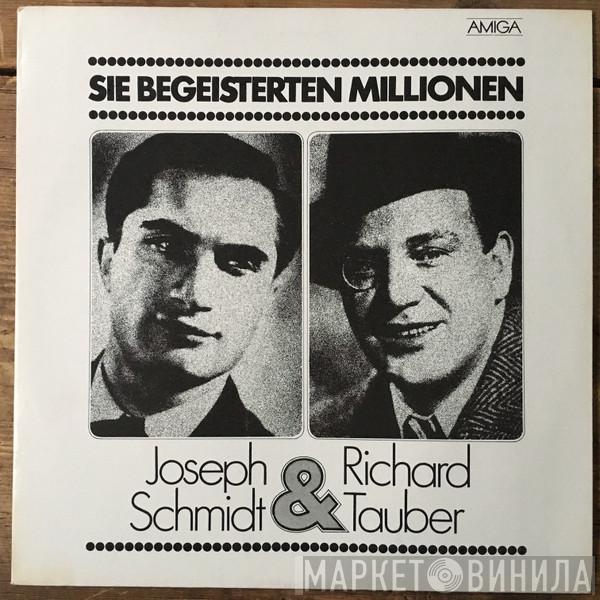 AMIGA
SIE BEGEISTERTEN MILLIONEN
Joseph & Richard
Schmidt Tauber
МАРКЕТ ВИНИЛА